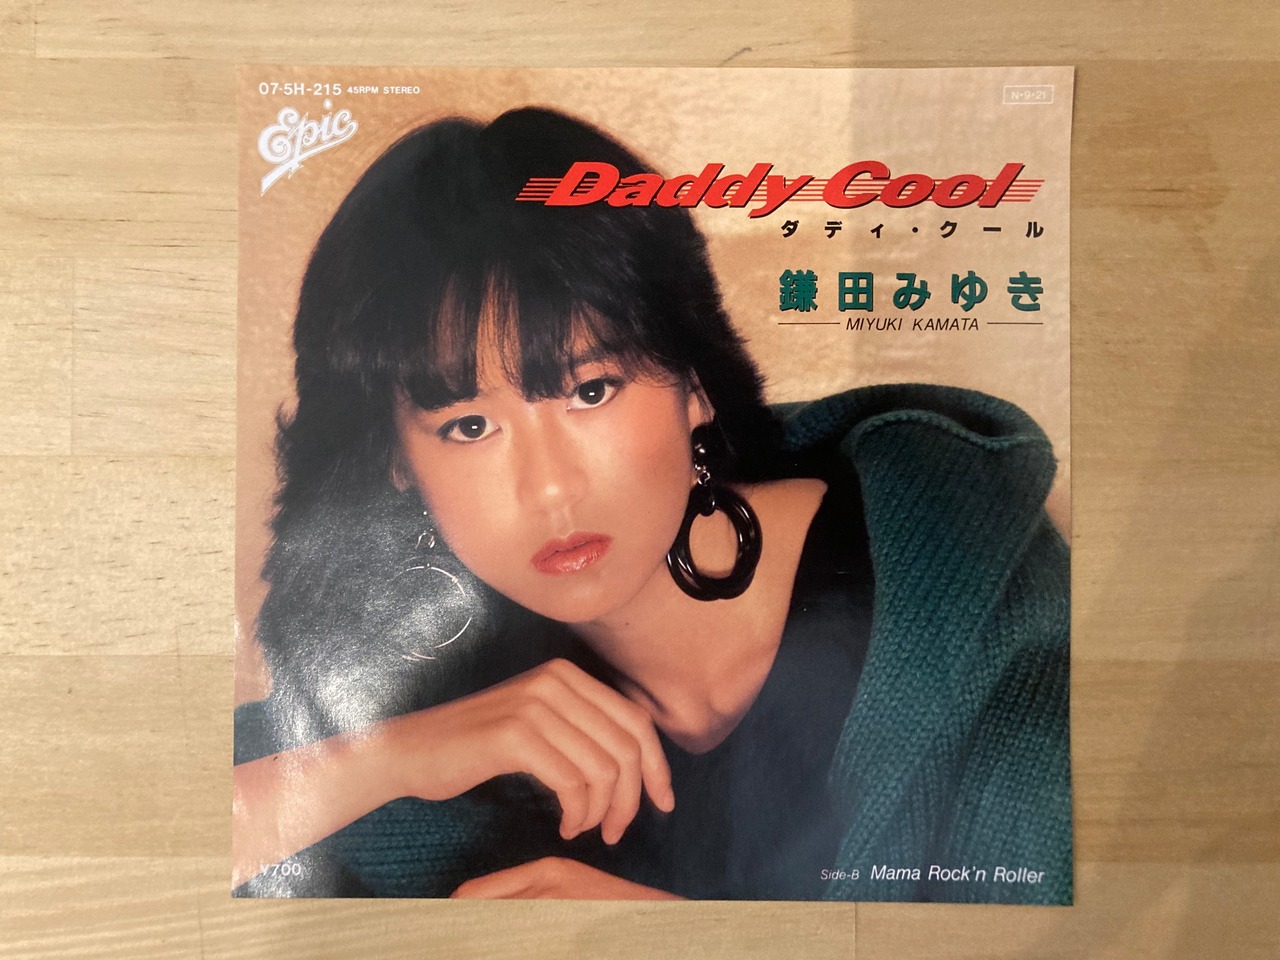 07·5H-215 45RPM STEREO
N·9·21
Epic
Daddy Cool
ダディ・クール
鎌田みゆき
MIYUKI KAMATA
¥700
Side-B Mama Rock'n Roller